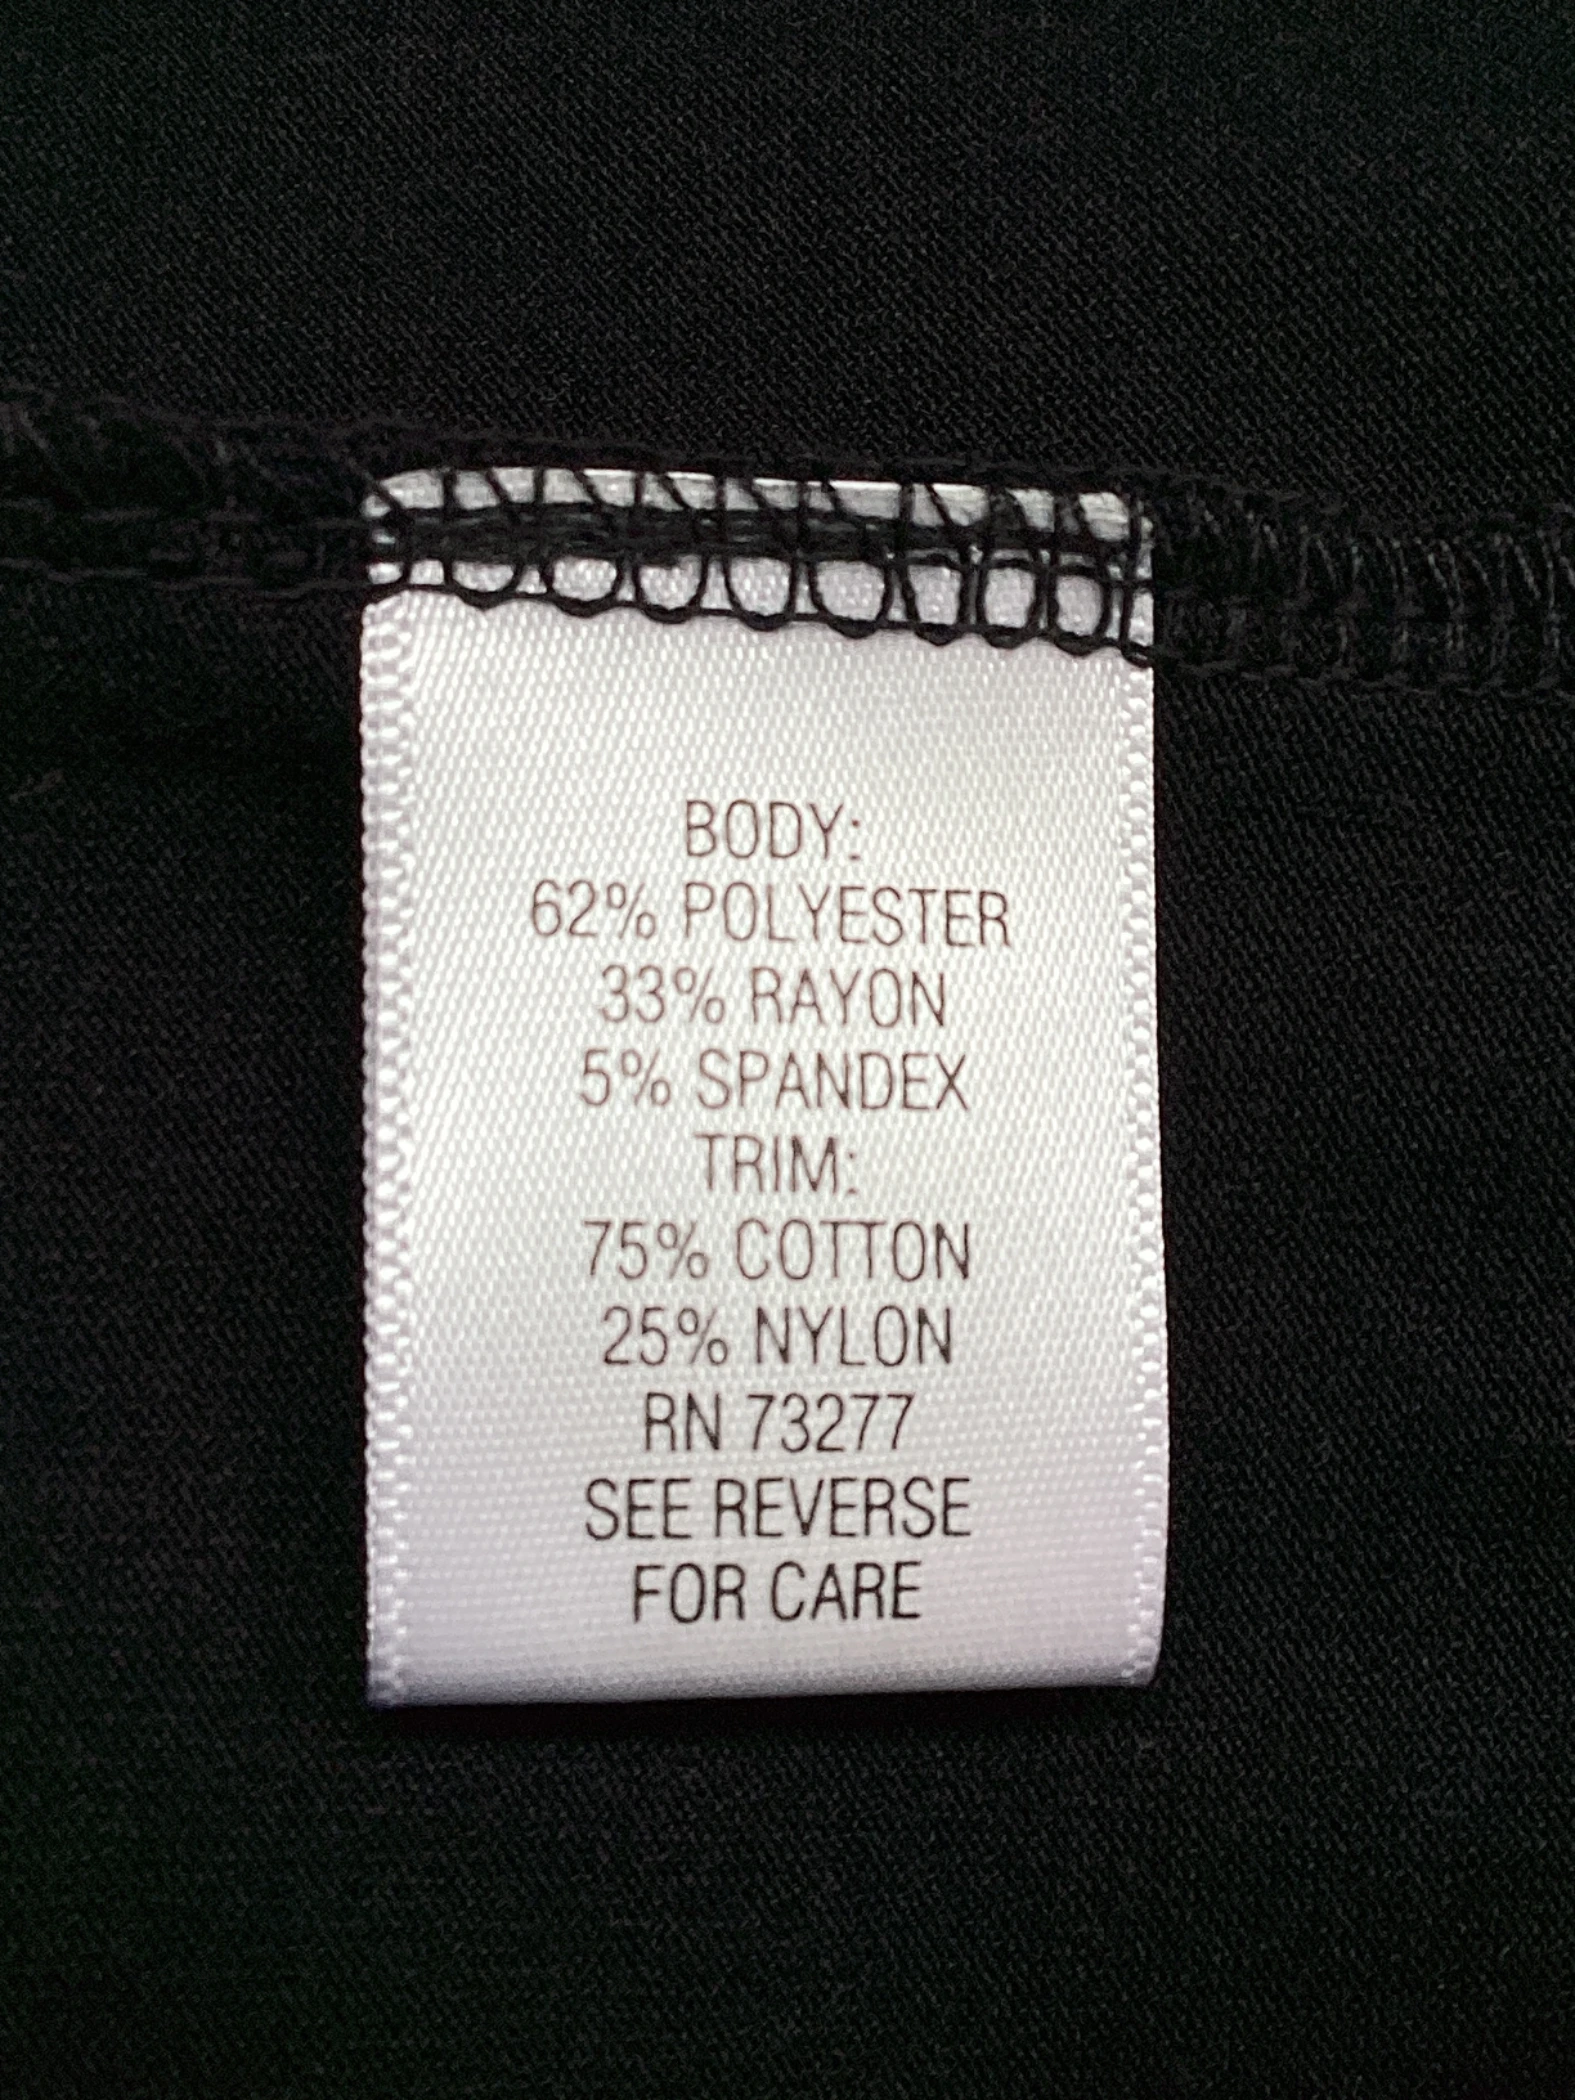 BODY:
62% POLYESTER
33% RAYON
5% SPANDEX
TRIM:
75% COTTON
25% NYLON
RN 73277
SEE REVERSE
FOR CARE